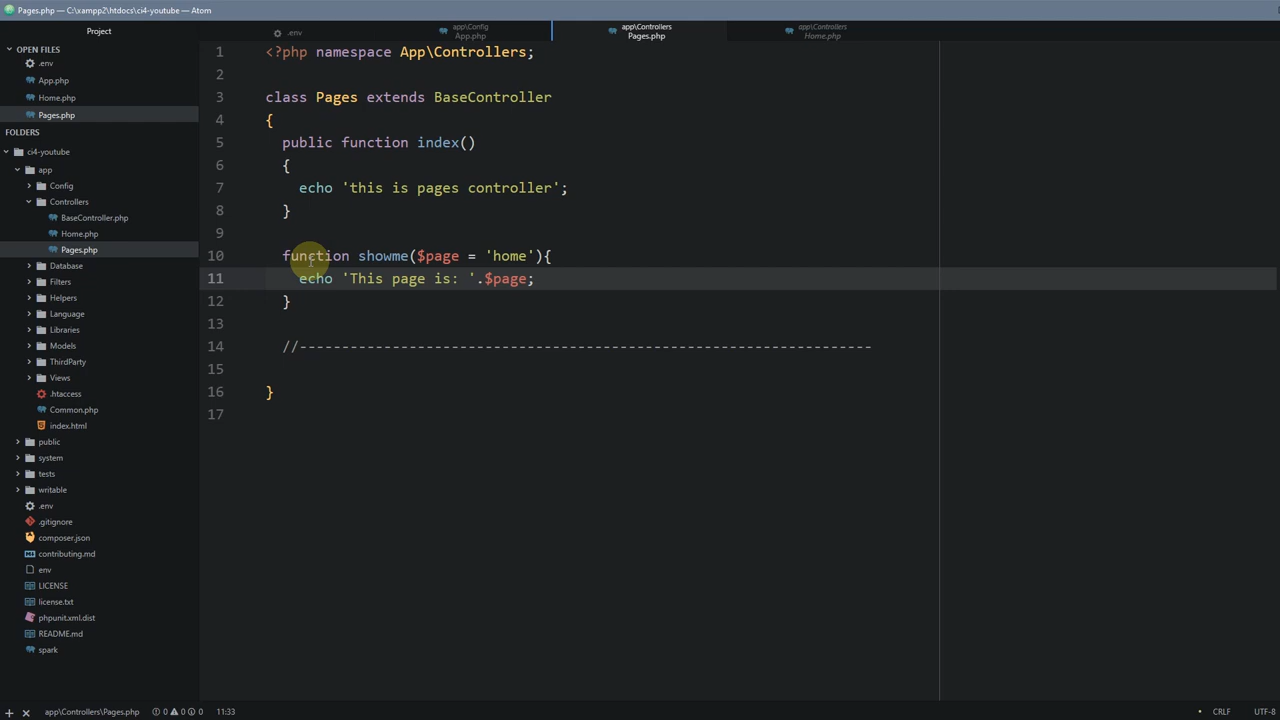 Pages.php — C:\xampp2\htdocs\ci4-youtube — Atom
Project
OPEN FILES
.env
App.php
Home.php
Pages.php
FOLDERS
ci4-youtube
app
Config
Controllers
BaseController.php
Home.php
Pages.php
Database
Filters
Helpers
Language
Libraries
Models
ThirdParty
Views
.htaccess
Common.php
index.html
public
system
tests
writable
.env
.gitignore
composer.json
contributing.md
env
LICENSE
license.txt
phpunit.xml.dist
README.md
spark
.env
app\Config
App.php
app\Controllers
Pages.php
app\Controllers
Home.php
1 <?php namespace App\Controllers;
2
3 class Pages extends BaseController
4 {
5 public function index()
6 {
7 echo 'this is pages controller';
8 }
9
10 function showme($page = 'home'){
11 echo 'This page is: '.$page;
12 }
13
14 //--------------------------------------------------------------------
15
16 }
17
app\Controllers\Pages.php 0 0 0 11:33 CRLF UTF-8